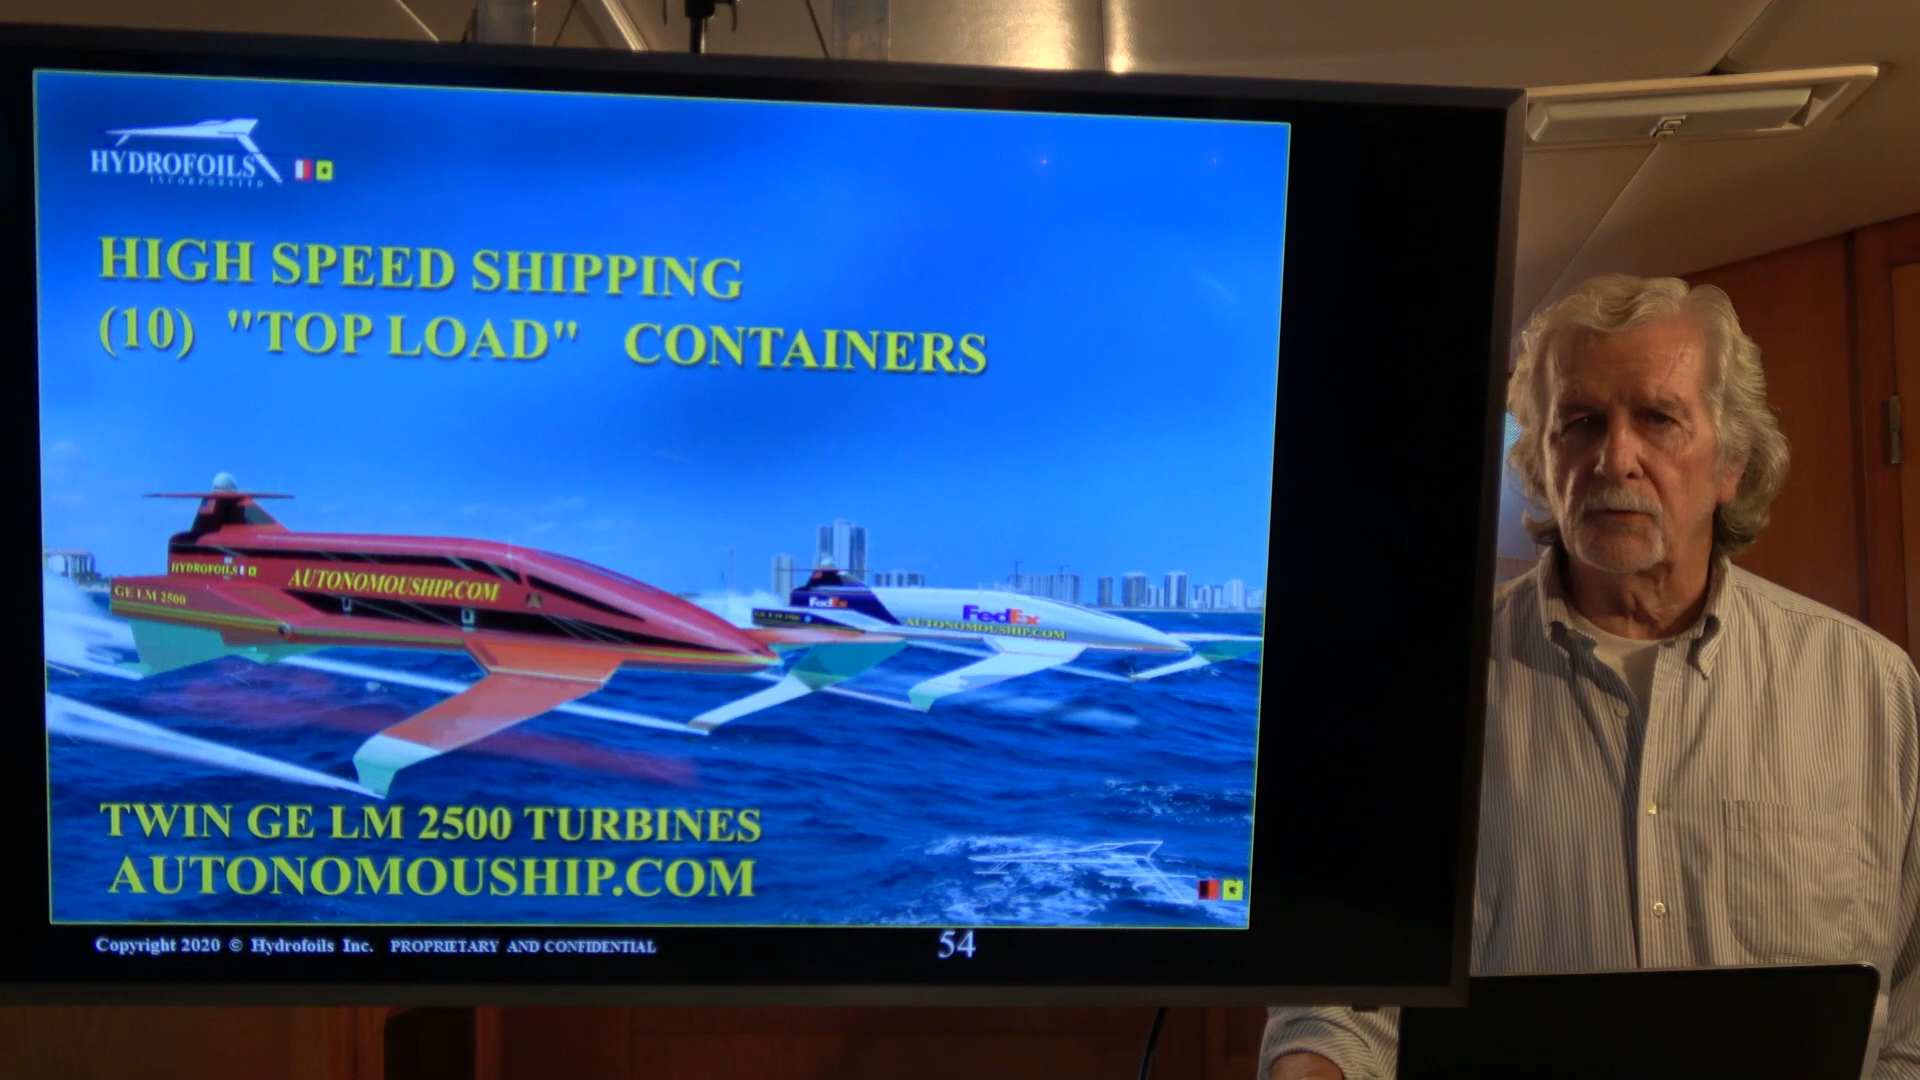 HYDROFOILS
INCORPORATED
HIGH SPEED SHIPPING
(10) "TOP LOAD" CONTAINERS
HYDROFOILS
AUTONOMOUSHIP.COM
GE LM 2500
FedEx
FedEx
AUTONOMOUSHIP.COM
TWIN GE LM 2500 TURBINES
AUTONOMOUSHIP.COM
Copyright 2020 © Hydrofoils Inc. PROPRIETARY AND CONFIDENTIAL
54